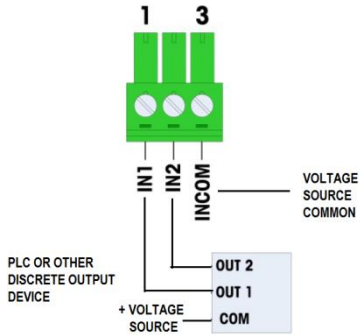 1 3
IN1
IN2
INCOM
VOLTAGE
SOURCE
COMMON
PLC OR OTHER
DISCRETE OUTPUT
DEVICE
OUT 2
OUT 1
COM
+ VOLTAGE
SOURCE